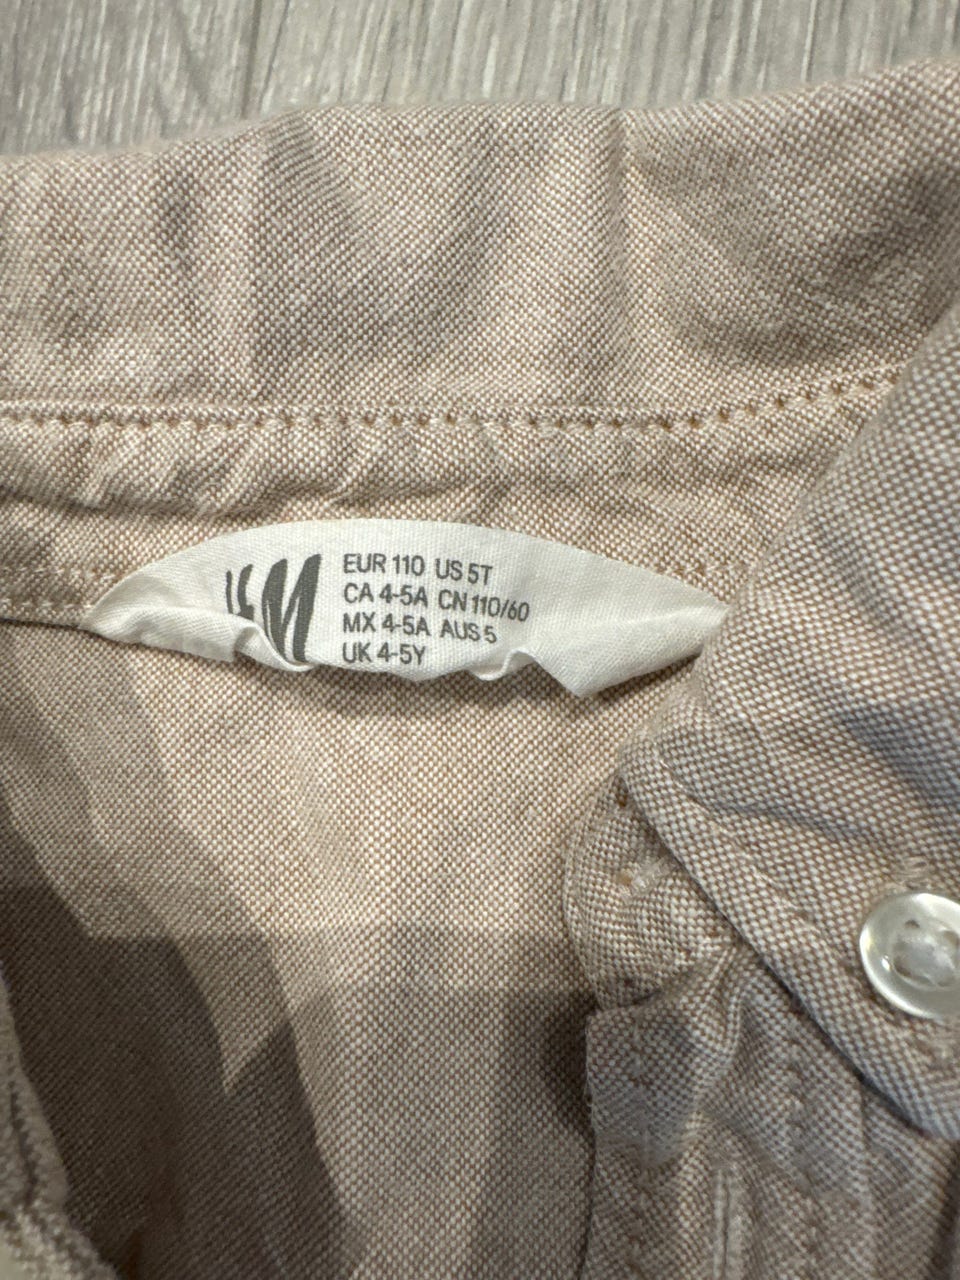 H&M
EUR 110 US 5T
CA 4-5A CN 110/60
MX 4-5A AUS 5
UK 4-5Y